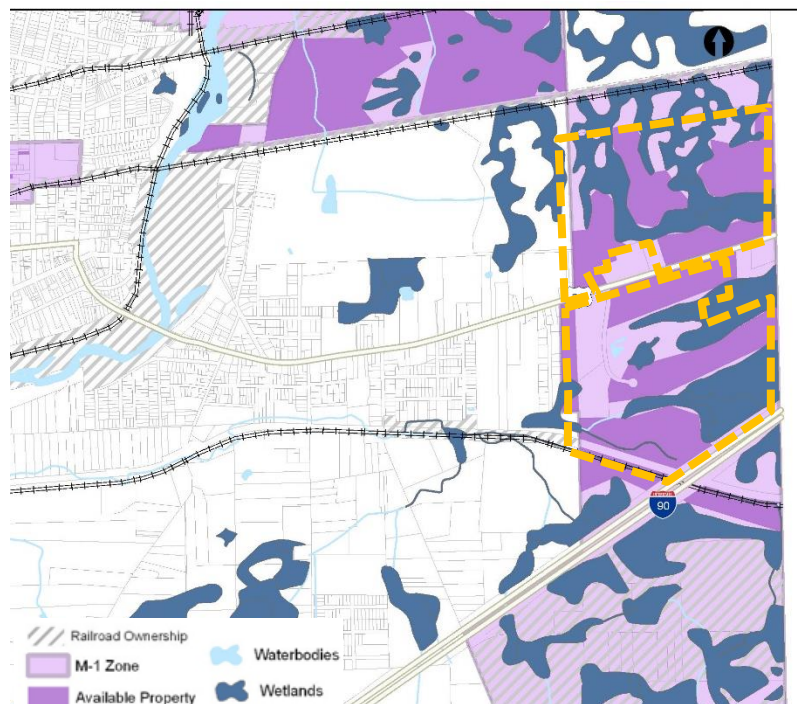 90
Railroad Ownership
M-1 Zone
Waterbodies
Available Property
Wetlands